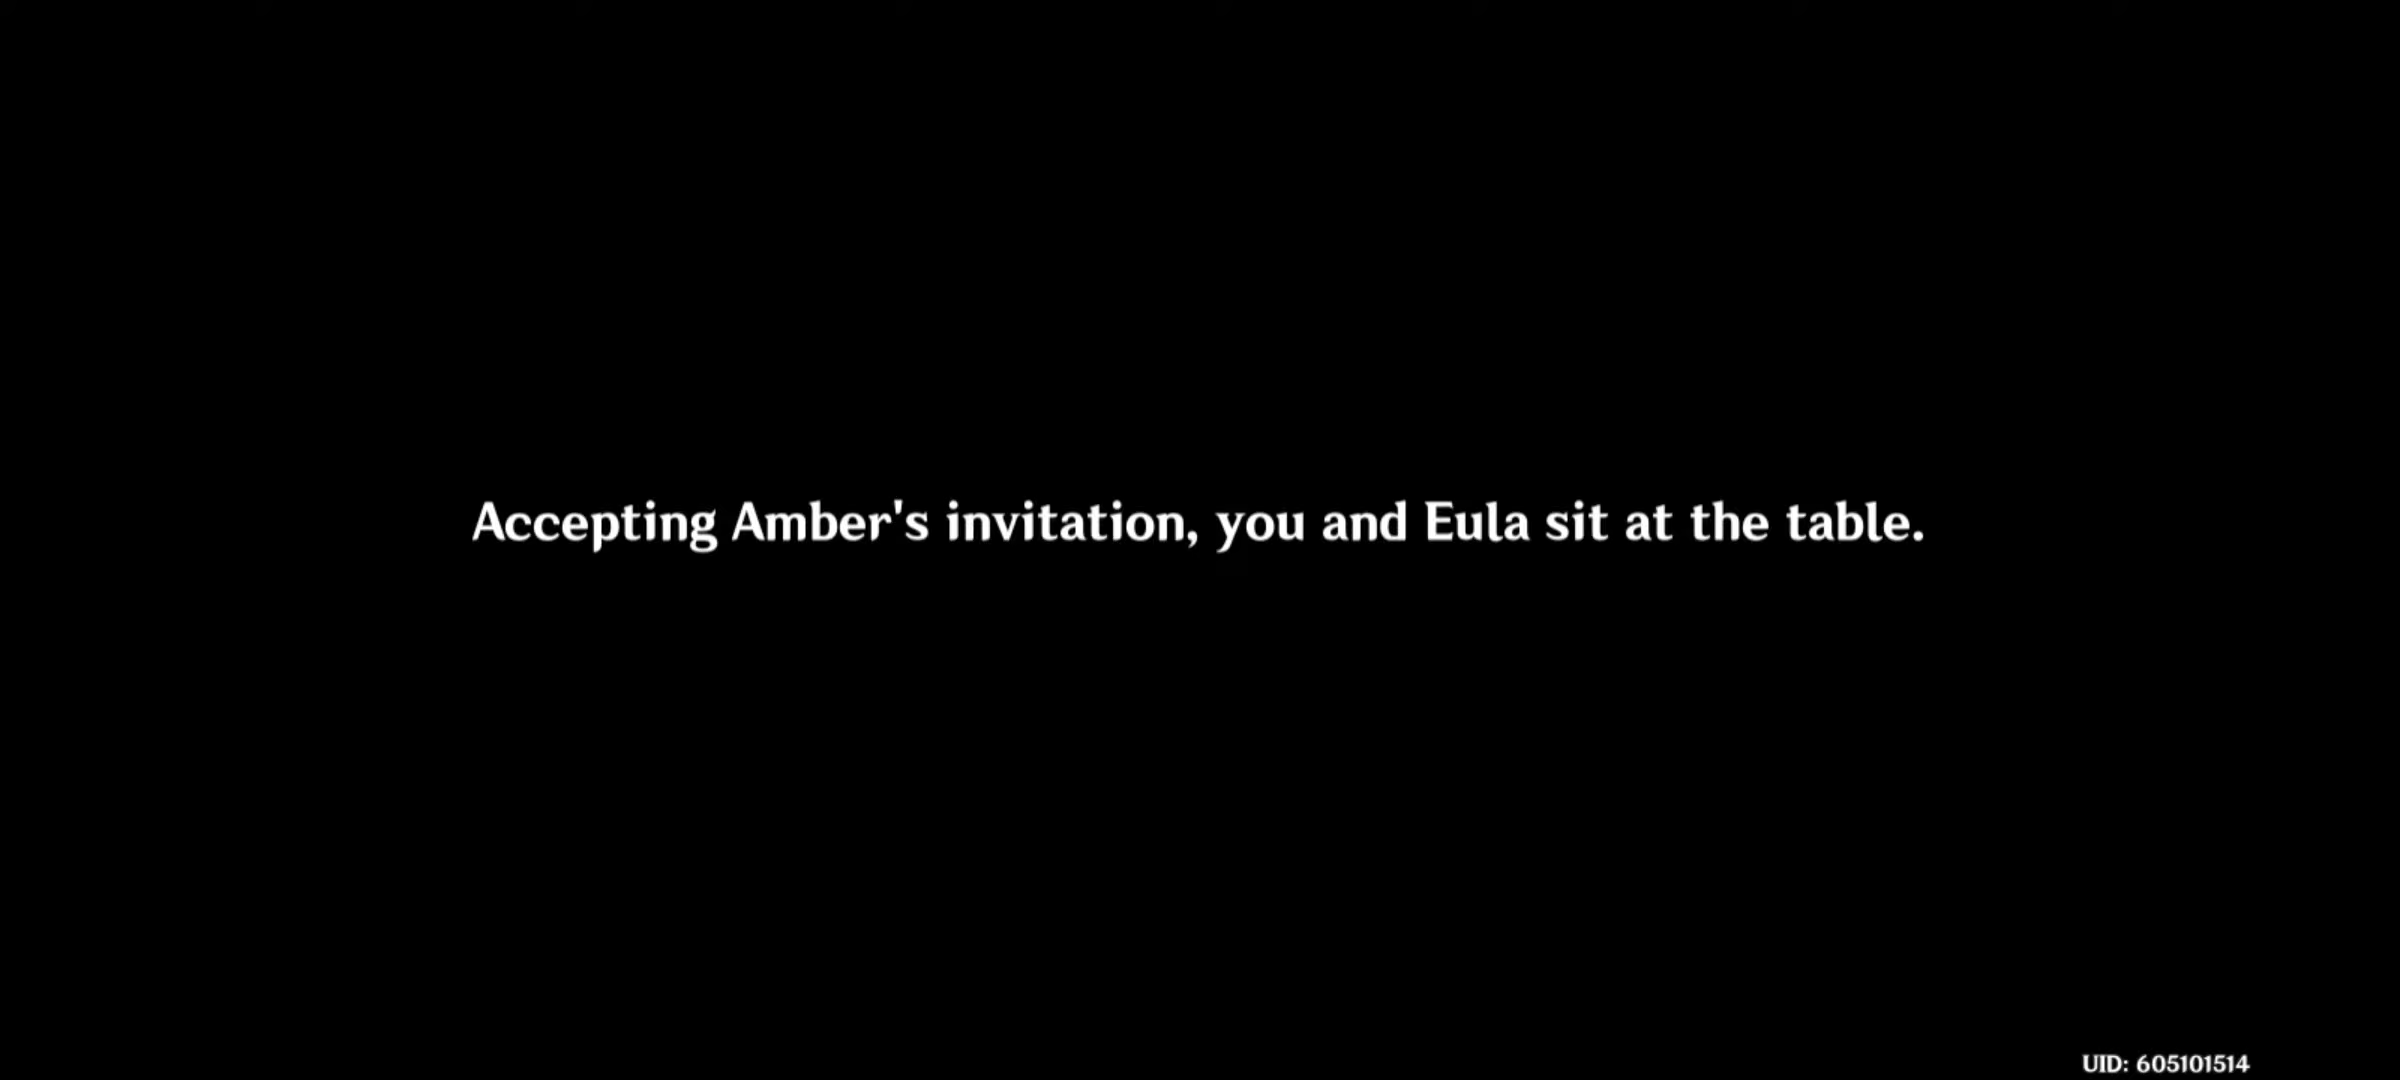 Accepting Amber's invitation, you and Eula sit at the table.
UID: 605101514